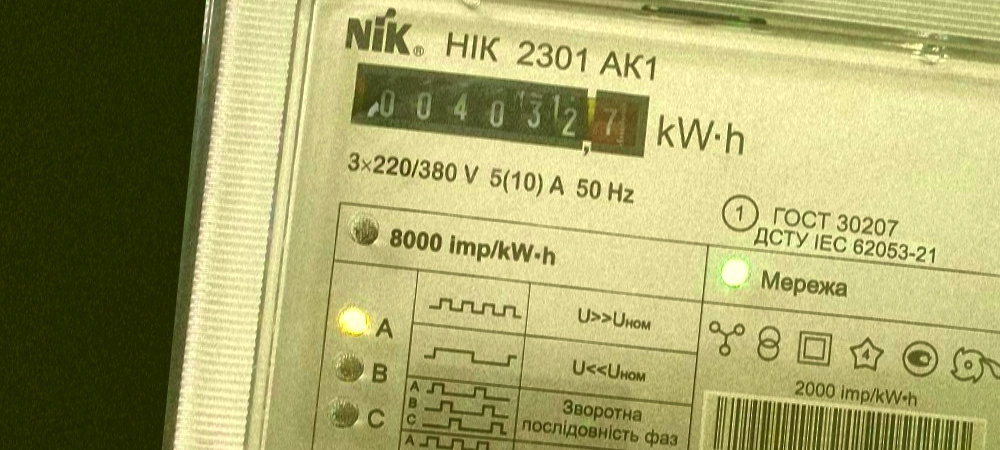 NiK® НІК 2301 АК1
0040312,7 kW·h
3×220/380 V 5(10) A 50 Hz
1 ГОСТ 30207
ДСТУ IEC 62053-21
8000 imp/kW·h
Мережа
A
U>>Uном
B
U<<Uном
C
A
B
C
Зворотна
послідовність фаз
A
4
2000 imp/kW·h